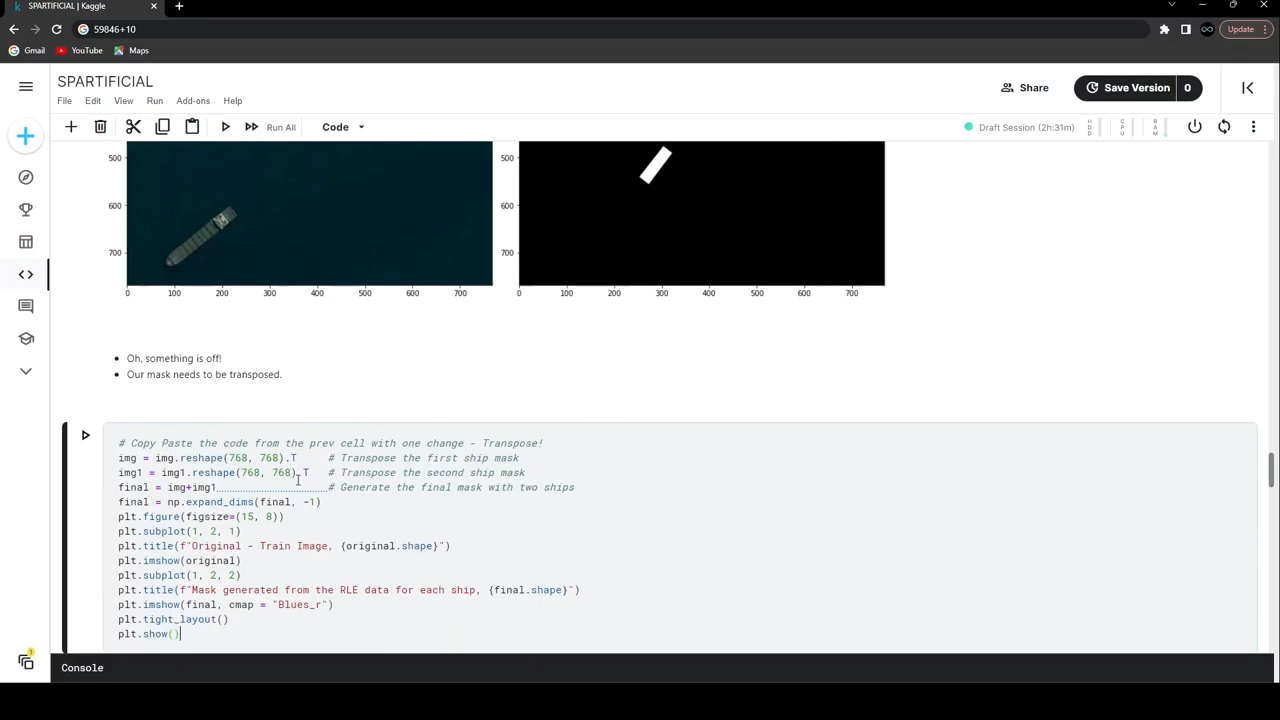 SPARTIFICIAL | Kaggle
59846+10
Update
Gmail YouTube Maps
SPARTIFICIAL
File Edit View Run Add-ons Help
Share
Save Version 0
Run All Code
Draft Session (2h:31m)
HDD
CPU
RAM
500
600
700
0 100 200 300 400 500 600 700
500
600
700
0 100 200 300 400 500 600 700
Oh, something is off!
Our mask needs to be transposed.
# Copy Paste the code from the prev cell with one change - Transpose!
img = img.reshape(768, 768).T # Transpose the first ship mask
img1 = img1.reshape(768, 768).T # Transpose the second ship mask
final = img+img1 # Generate the final mask with two ships
final = np.expand_dims(final, -1)
plt.figure(figsize=(15, 8))
plt.subplot(1, 2, 1)
plt.title(f"Original - Train Image, {original.shape}")
plt.imshow(original)
plt.subplot(1, 2, 2)
plt.title(f"Mask generated from the RLE data for each ship, {final.shape}")
plt.imshow(final, cmap = "Blues_r")
plt.tight_layout()
plt.show()
1
Console